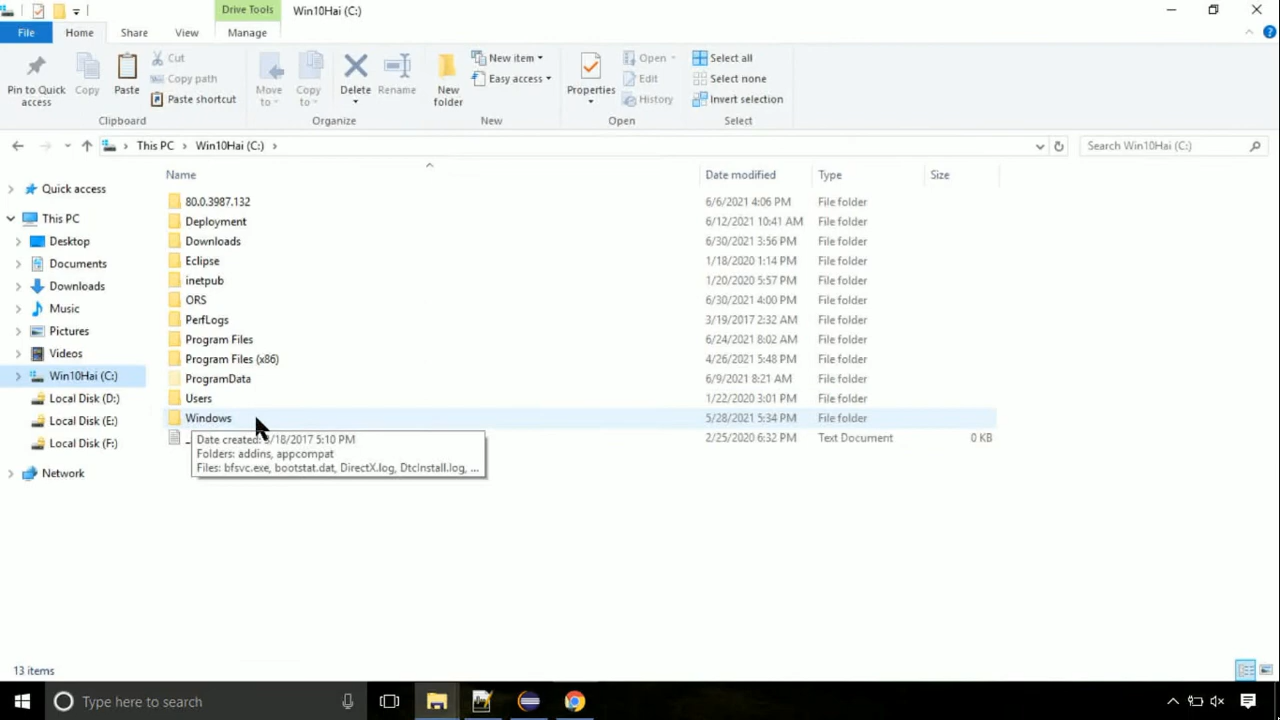 Drive Tools Win10Hai (C:)
File Home Share View Manage
Cut
Copy path
Paste shortcut
Pin to Quick access
Copy
Paste
Clipboard
Move to
Copy to
Delete
Rename
Organize
New folder
New item
Easy access
New
Properties
Open
Edit
History
Open
Select all
Select none
Invert selection
Select
This PC Win10Hai (C:)
Search Win10Hai (C:)
Quick access
This PC
Desktop
Documents
Downloads
Music
Pictures
Videos
Win10Hai (C:)
Local Disk (D:)
Local Disk (E:)
Local Disk (F:)
Network
Name Date modified Type Size
80.0.3987.132 6/6/2021 4:06 PM File folder
Deployment 6/12/2021 10:41 AM File folder
Downloads 6/30/2021 3:56 PM File folder
Eclipse 1/18/2020 1:14 PM File folder
inetpub 1/20/2020 5:57 PM File folder
ORS 6/30/2021 4:00 PM File folder
PerfLogs 3/19/2017 2:32 AM File folder
Program Files 6/24/2021 8:02 AM File folder
Program Files (x86) 4/26/2021 5:48 PM File folder
ProgramData 6/9/2021 8:21 AM File folder
Users 1/22/2020 3:01 PM File folder
Windows 5/28/2021 5:34 PM File folder
2/25/2020 6:32 PM Text Document 0 KB
Date created: /18/2017 5:10 PM
Folders: addins, appcompat
Files: bfsvc.exe, bootstat.dat, DirectX.log, DtcInstall.log, ...
13 items
Type here to search